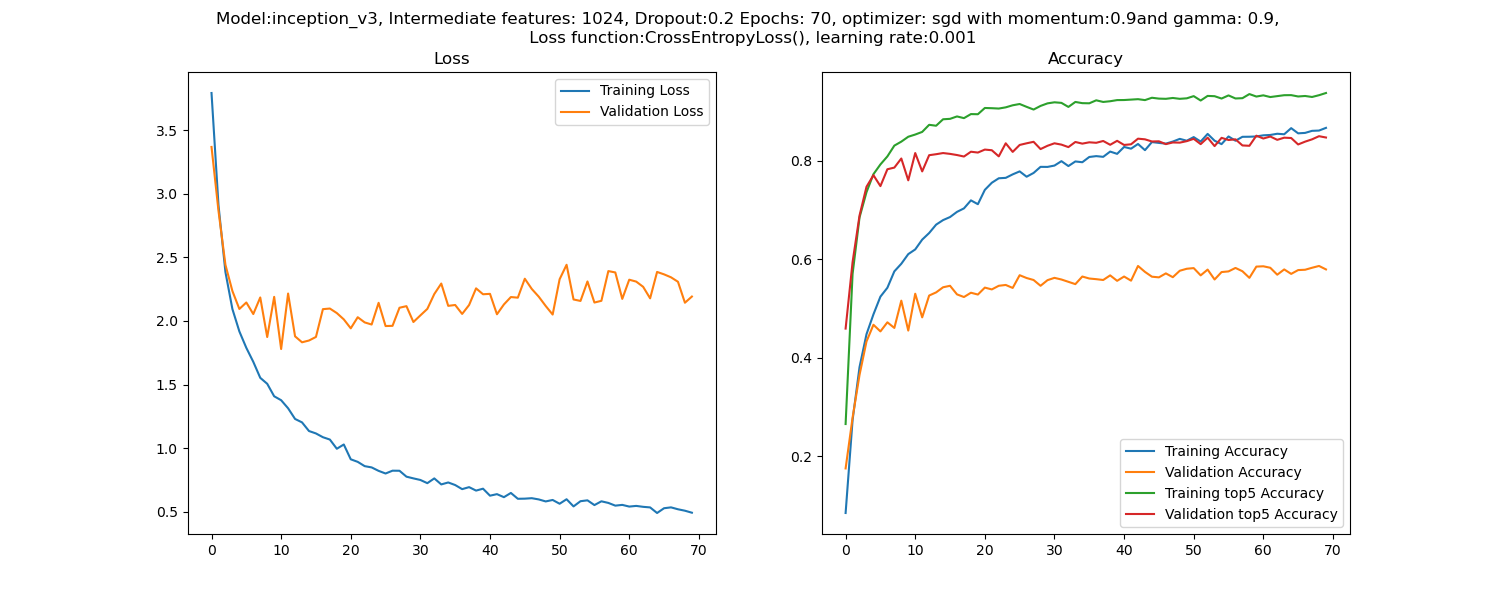 Model:inception_v3, Intermediate features: 1024, Dropout:0.2 Epochs: 70, optimizer: sgd with momentum:0.9and gamma: 0.9,
Loss function:CrossEntropyLoss(), learning rate:0.001
Loss
Training Loss
Validation Loss
3.5
3.0
2.5
2.0
1.5
1.0
0.5
0 10 20 30 40 50 60 70
Accuracy
0.8
0.6
0.4
0.2
Training Accuracy
Validation Accuracy
Training top5 Accuracy
Validation top5 Accuracy
0 10 20 30 40 50 60 70